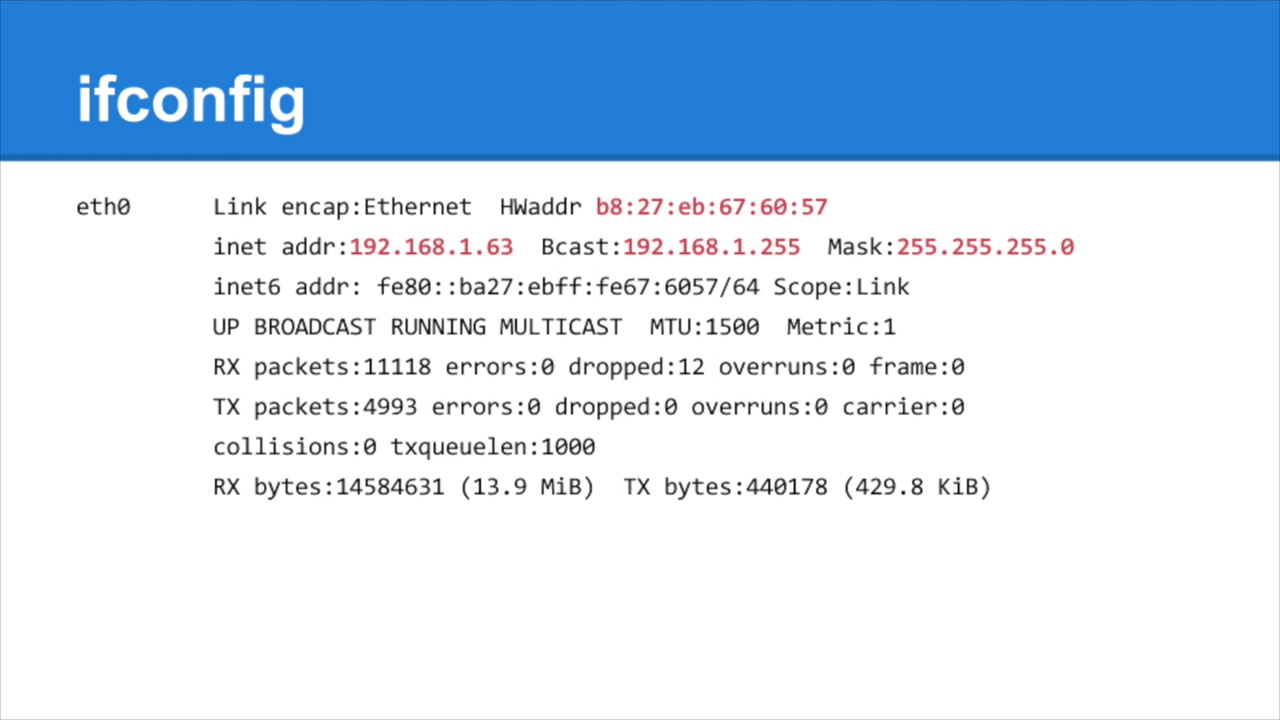 ifconfig
eth0 Link encap:Ethernet HWaddr b8:27:eb:67:60:57
inet addr:192.168.1.63 Bcast:192.168.1.255 Mask:255.255.255.0
inet6 addr: fe80::ba27:ebff:fe67:6057/64 Scope:Link
UP BROADCAST RUNNING MULTICAST MTU:1500 Metric:1
RX packets:11118 errors:0 dropped:12 overruns:0 frame:0
TX packets:4993 errors:0 dropped:0 overruns:0 carrier:0
collisions:0 txqueuelen:1000
RX bytes:14584631 (13.9 MiB) TX bytes:440178 (429.8 KiB)